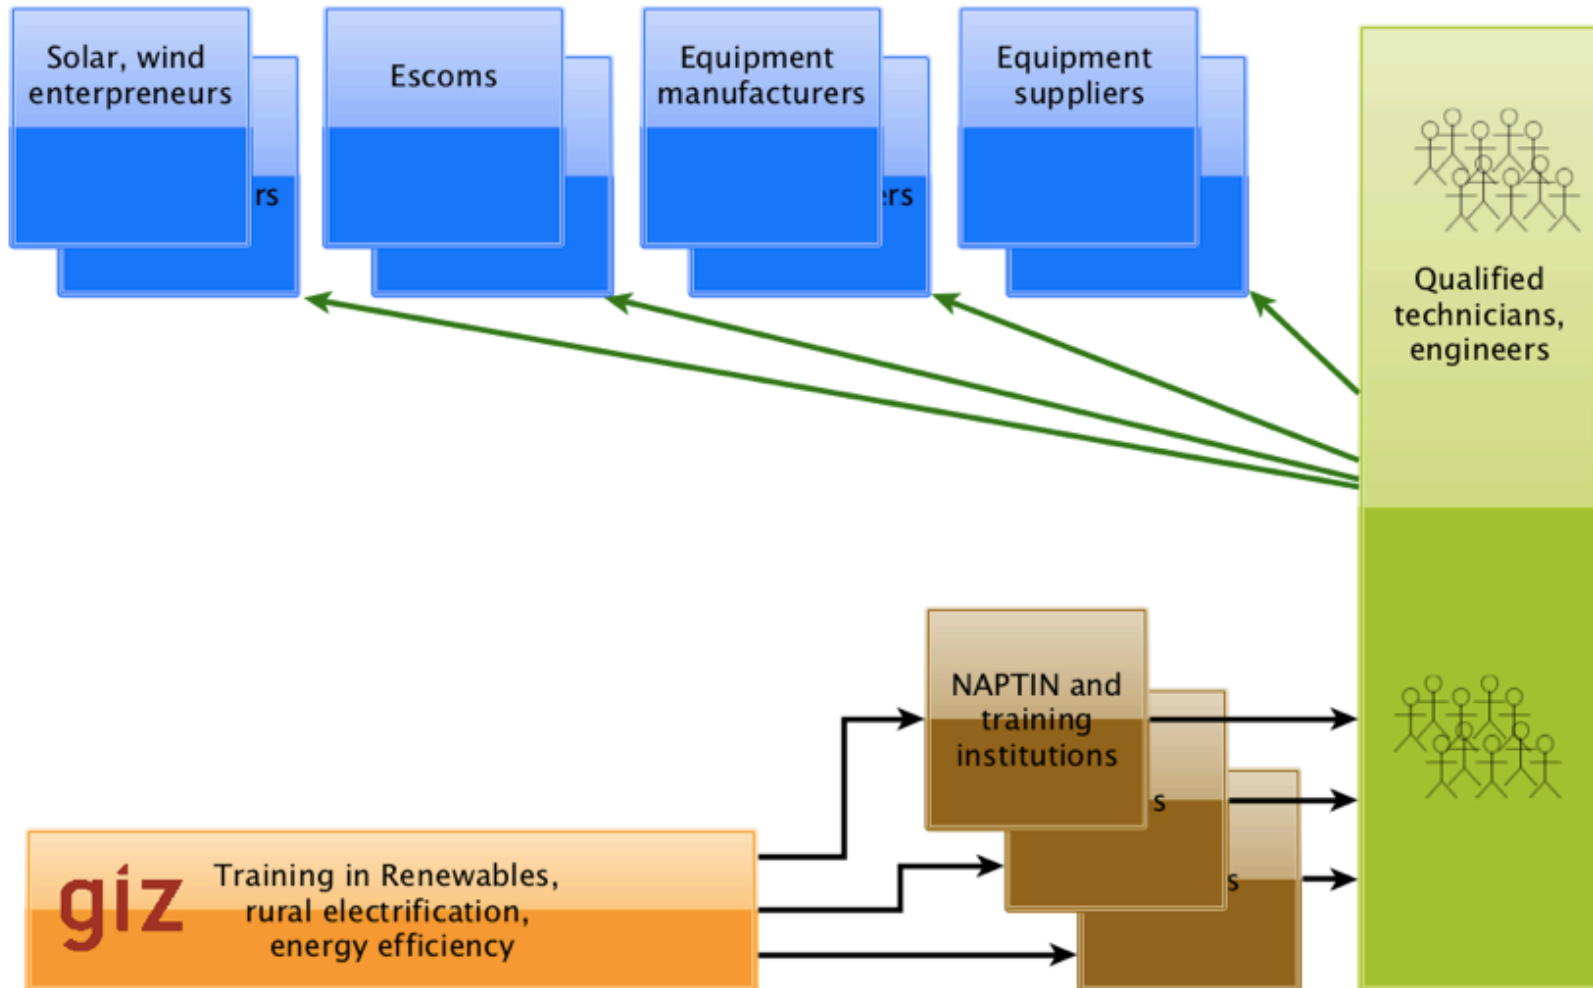 Solar, wind
enterpreneurs
rs
Escoms
Equipment
manufacturers
ers
Equipment
suppliers
Qualified
technicians,
engineers
NAPTIN and
training
institutions
s
s
giz
Training in Renewables,
rural electrification,
energy efficiency